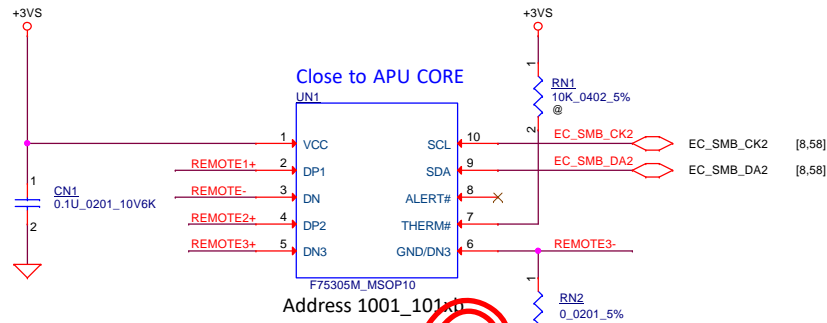 +3VS
+3VS
Close to APU CORE
UN1
1
RN1
10K_0402_5%
@
2
1 VCC
SCL 10
EC_SMB_CK2
EC_SMB_CK2 [8,58]
REMOTE1+ 2 DP1
SDA 9
EC_SMB_DA2
EC_SMB_DA2 [8,58]
REMOTE- 3 DN
ALERT# 8
1
CN1
0.1U_0201_10V6K
2
REMOTE2+ 4 DP2
THERM# 7
REMOTE3+ 5 DN3
GND/DN3 6
REMOTE3-
F75305M_MSOP10
Address 1001_101xb
1
RN2
0_0201_5%